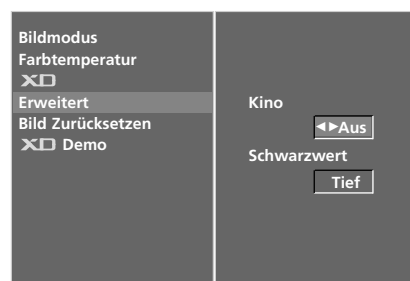 Bildmodus
Farbtemperatur
XD
Erweitert
Bild Zurücksetzen
XD Demo
Kino
◄►Aus
Schwarzwert
Tief